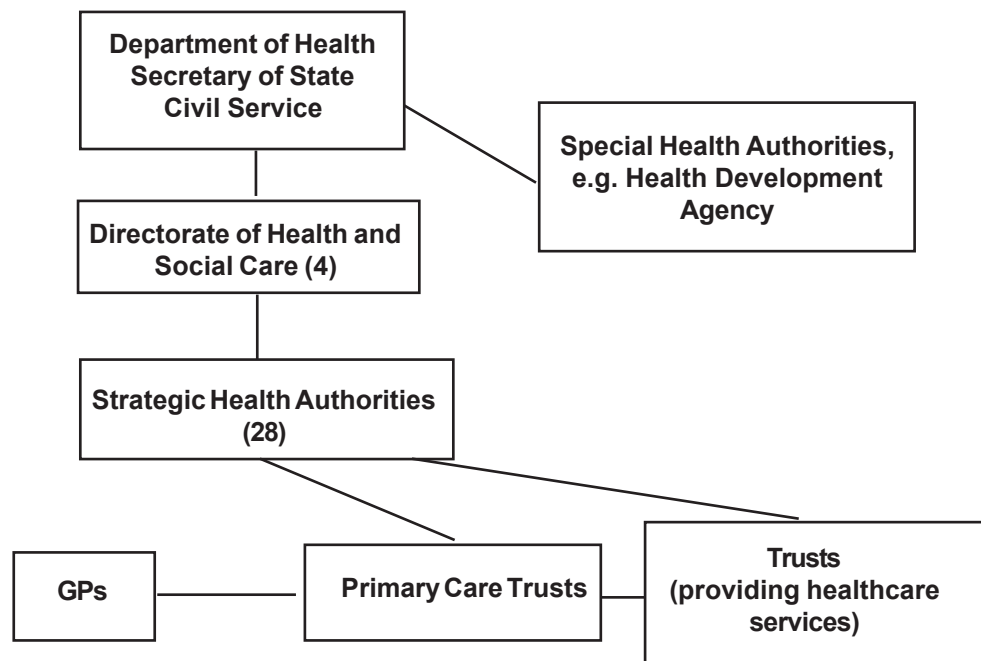 Department of Health
Secretary of State
Civil Service
Special Health Authorities,
e.g. Health Development
Agency
Directorate of Health and
Social Care (4)
Strategic Health Authorities
(28)
GPs
Primary Care Trusts
Trusts
(providing healthcare
services)